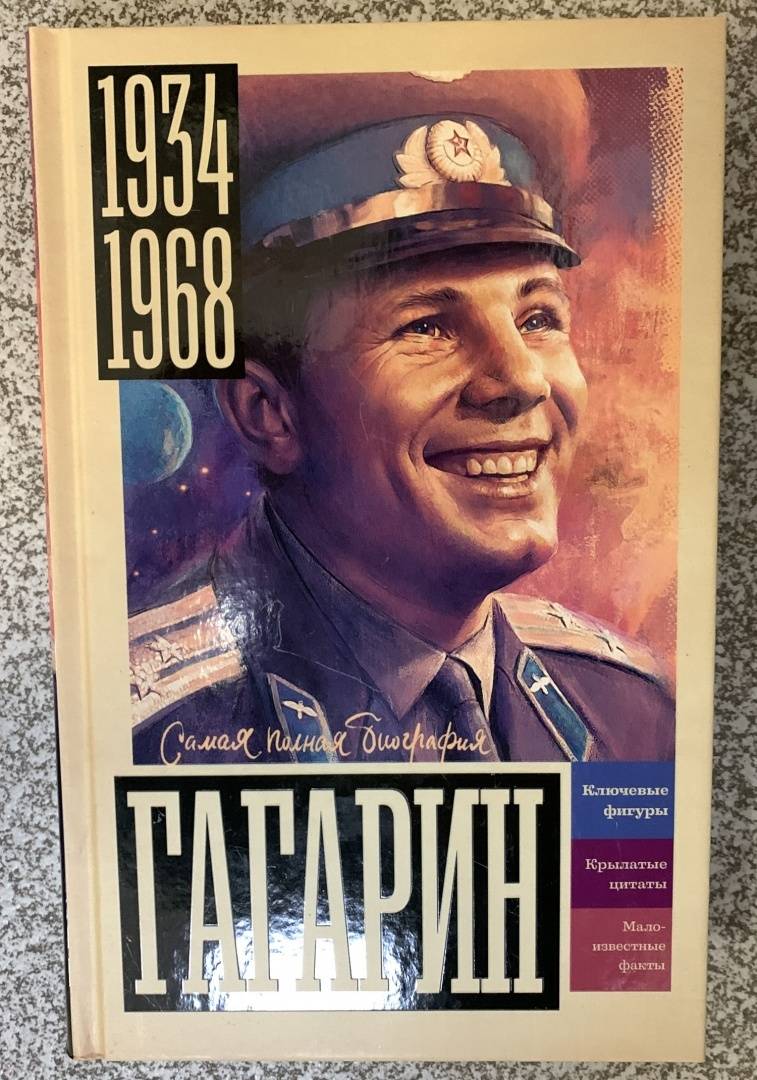 1934
1968
Самая полная биография
ГАГАРИН
Ключевые
фигуры
Крылатые
цитаты
Мало-
известные
факты